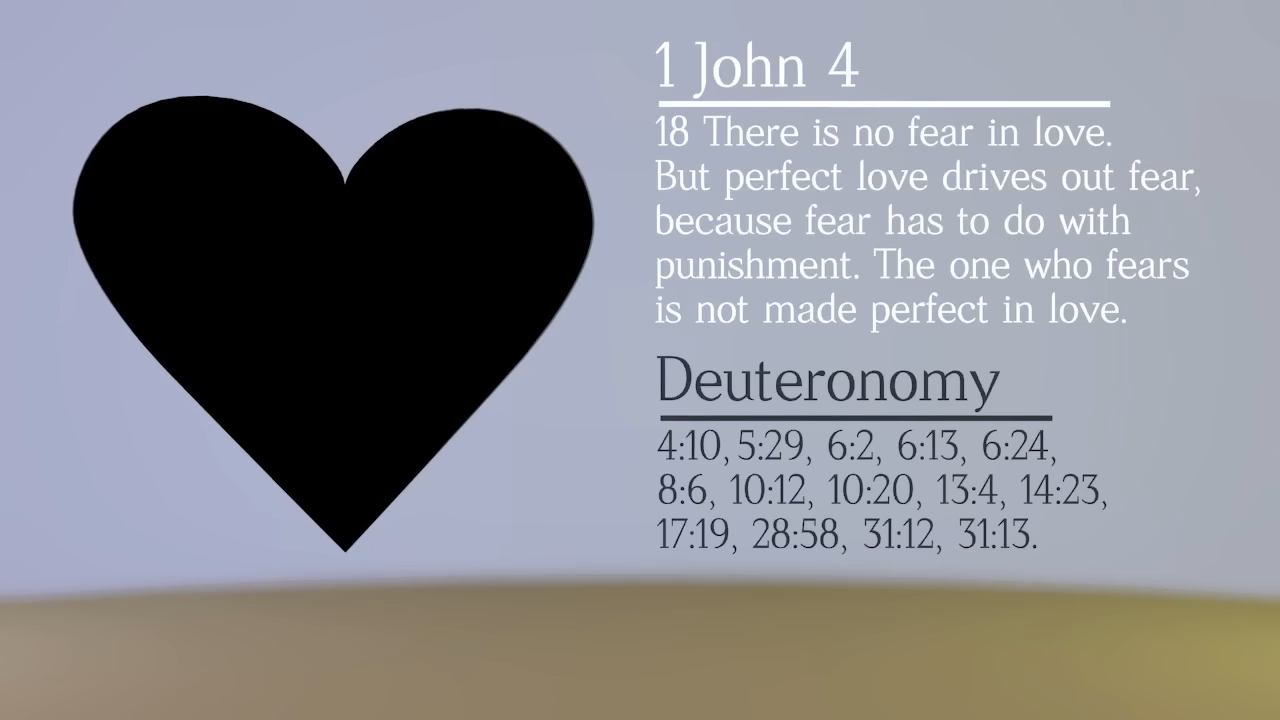 1 John 4
18 There is no fear in love.
But perfect love drives out fear,
because fear has to do with
punishment. The one who fears
is not made perfect in love.
Deuteronomy
4:10, 5:29, 6:2, 6:13, 6:24,
8:6, 10:12, 10:20, 13:4, 14:23,
17:19, 28:58, 31:12, 31:13.